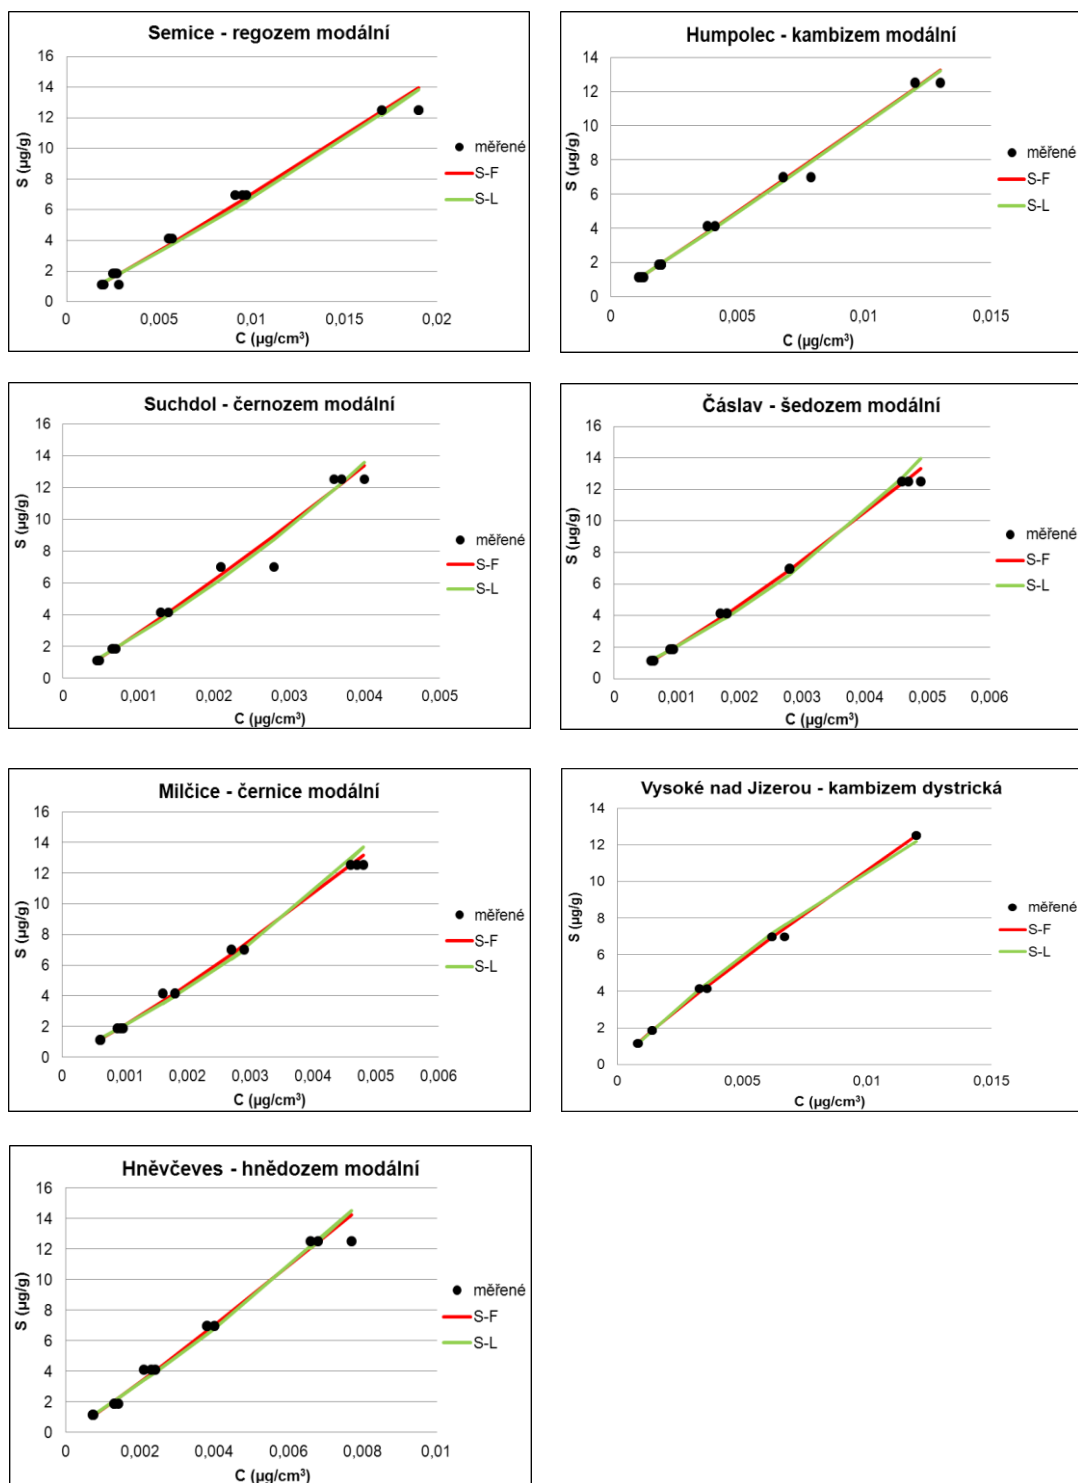 Semice - regozem modální
16
14
12
10
8
6
4
2
0
S (µg/g)
0 0,005 0,01 0,015 0,02
C (µg/cm³)
měřené
S-F
S-L
Humpolec - kambizem modální
14
12
10
8
6
4
2
0
S (µg/g)
0 0,005 0,01 0,015
C (µg/cm³)
měřené
S-F
S-L
Suchdol - černozem modální
16
14
12
10
8
6
4
2
0
S (µg/g)
0 0,001 0,002 0,003 0,004 0,005
C (µg/cm³)
měřené
S-F
S-L
Čáslav - šedozem modální
16
14
12
10
8
6
4
2
0
S (µg/g)
0 0,001 0,002 0,003 0,004 0,005 0,006
C (µg/cm³)
měřené
S-F
S-L
Milčice - černice modální
16
14
12
10
8
6
4
2
0
S (µg/g)
0 0,001 0,002 0,003 0,004 0,005 0,006
C (µg/cm³)
měřené
S-F
S-L
Vysoké nad Jizerou - kambizem dystrická
14
12
10
8
6
4
2
0
S (µg/g)
0 0,005 0,01 0,015
C (µg/cm³)
měřené
S-F
S-L
Hněvčeves - hnědozem modální
16
14
12
10
8
6
4
2
0
S (µg/g)
0 0,002 0,004 0,006 0,008 0,01
C (µg/cm³)
měřené
S-F
S-L